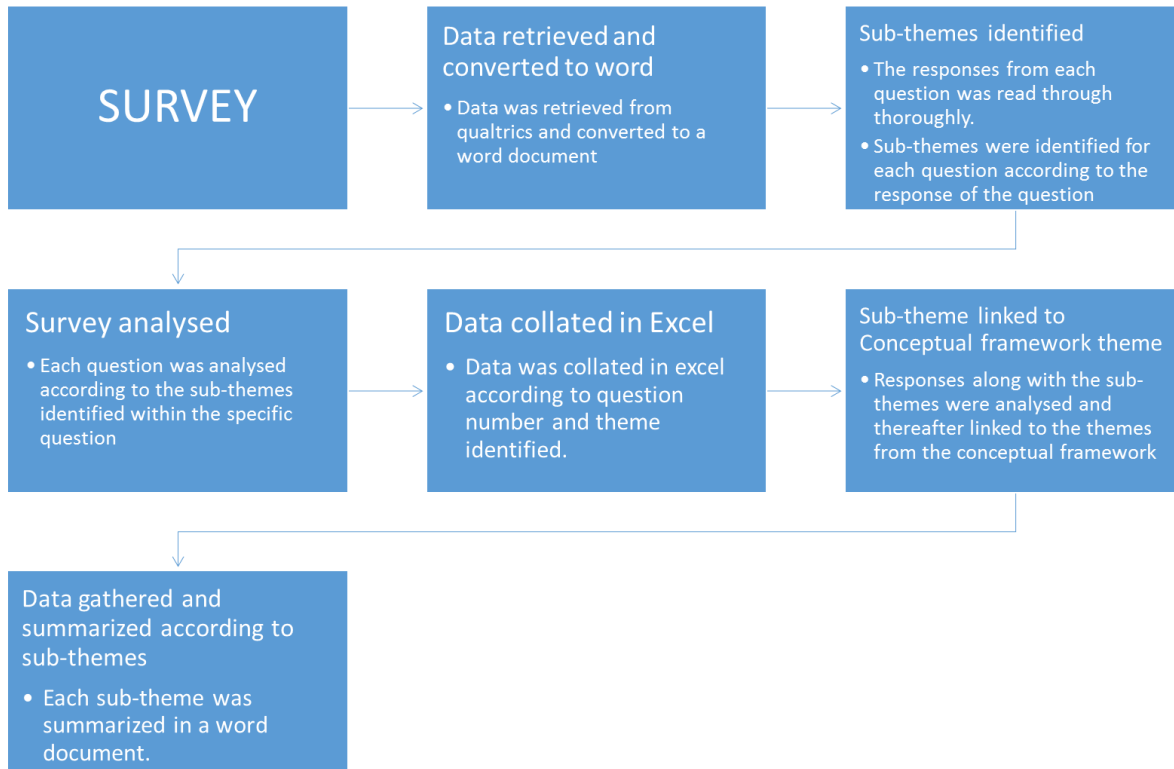 SURVEY
Data retrieved and
converted to word
• Data was retrieved from
qualtrics and converted to a
word document
Sub-themes identified
• The responses from each
question was read through
thoroughly.
• Sub-themes were identified for
each question according to the
response of the question
Survey analysed
• Each question was analysed
according to the sub-themes
identified within the specific
question
Data collated in Excel
• Data was collated in excel
according to question
number and theme
identified.
Sub-theme linked to
Conceptual framework theme
• Responses along with the sub-
themes were analysed and
thereafter linked to the themes
from the conceptual framework
Data gathered and
summarized according to
sub-themes
• Each sub-theme was
summarized in a word
document.